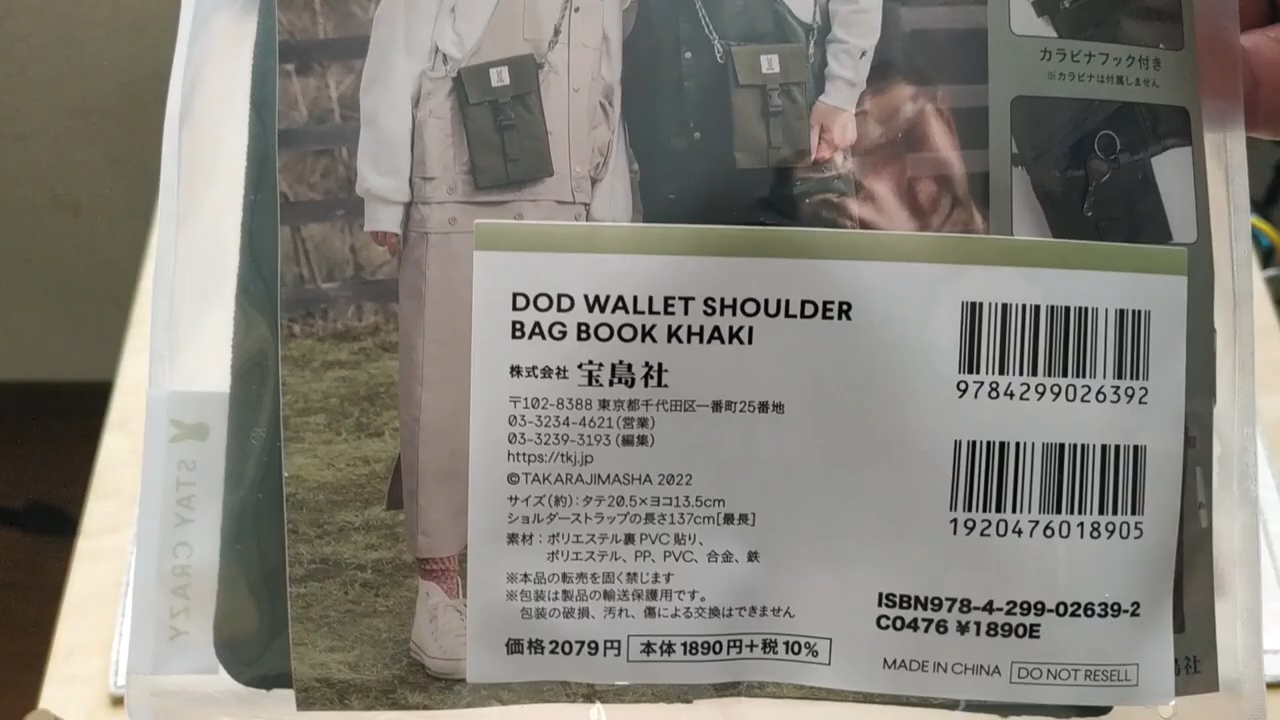 カラビナフック付き
※カラビナは付属しません
DOD WALLET SHOULDER
BAG BOOK KHAKI
株式会社 宝島社
〒102-8388 東京都千代田区一番町25番地
03-3234-4621(営業)
03-3239-3193(編集)
https://tkj.jp
©TAKARAJIMASHA 2022
サイズ(約):タテ20.5×ヨコ13.5cm
ショルダーストラップの長さ137cm[最長]
素材:ポリエステル裏PVC貼り、
ポリエステル、PP、PVC、合金、鉄
※本品の転売を固く禁じます
※包装は製品の輸送保護用です。
包装の破損、汚れ、傷による交換はできません
価格2079円 本体1890円+税10%
9784299026392
1920476018905
ISBN978-4-299-02639-2
C0476 ¥1890E
MADE IN CHINA DO NOT RESELL
島社
STAY CRAZY